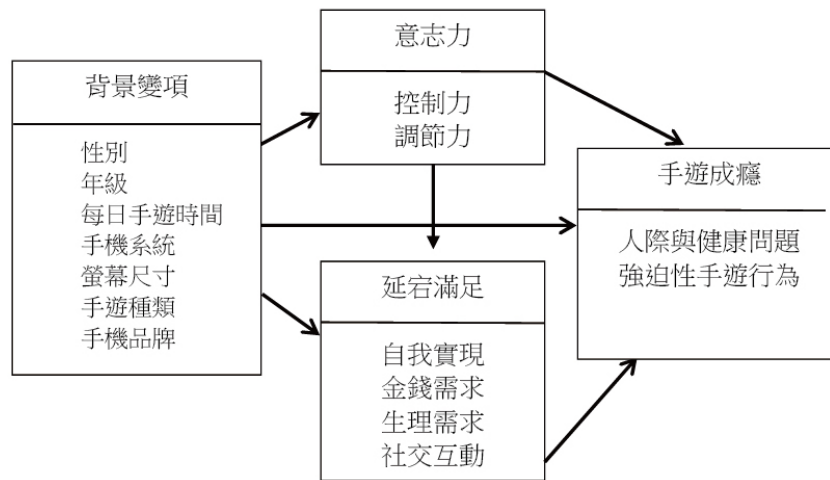 背景變項
性別
年級
每日手遊時間
手機系統
螢幕尺寸
手遊種類
手機品牌
意志力
控制力
調節力
延宕滿足
自我實現
金錢需求
生理需求
社交互動
手遊成癮
人際與健康問題
強迫性手遊行為